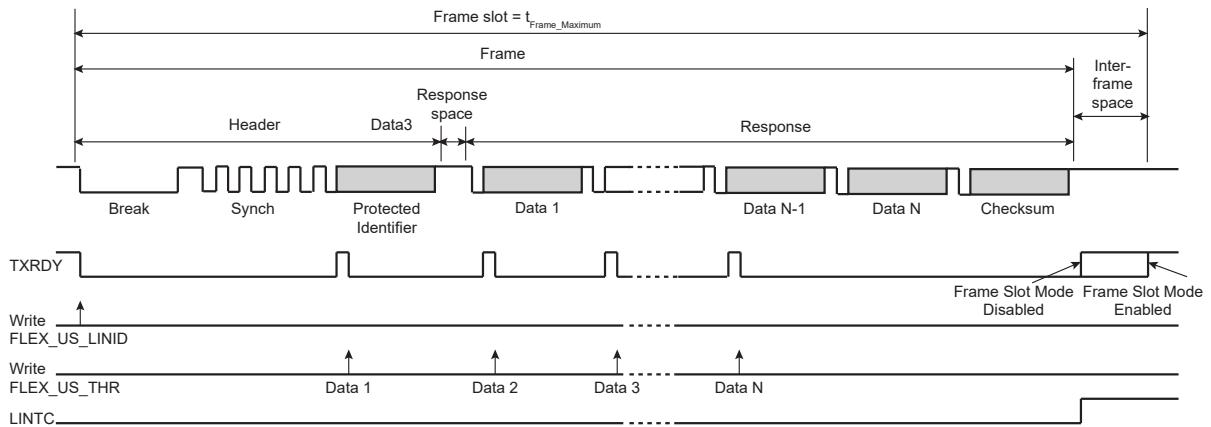 Frame slot = tFrame_Maximum
Frame
Inter-
frame
space
Response
space
Header
Data3
Response
Break
Synch
Protected
Identifier
Data 1
Data N-1
Data N
Checksum
TXRDY
Frame Slot Mode
Disabled
Frame Slot Mode
Enabled
Write
FLEX_US_LINID
Write
FLEX_US_THR
Data 1
Data 2
Data 3
Data N
LINTC